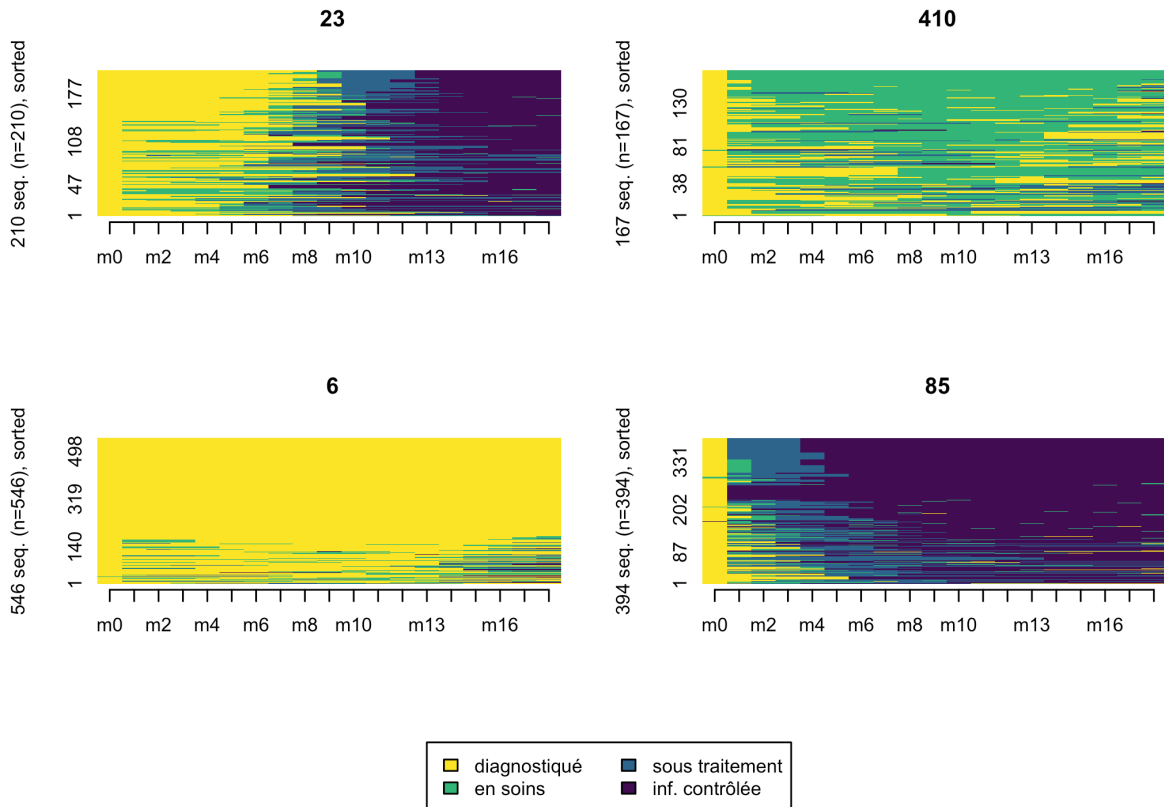 23
210 seq. (n=210), sorted
1 47 108 177
m0 m2 m4 m6 m8 m10 m13 m16
410
167 seq. (n=167), sorted
1 38 81 130
m0 m2 m4 m6 m8 m10 m13 m16
6
546 seq. (n=546), sorted
1 140 319 498
m0 m2 m4 m6 m8 m10 m13 m16
85
394 seq. (n=394), sorted
1 87 202 331
m0 m2 m4 m6 m8 m10 m13 m16
diagnostiqué
en soins
sous traitement
inf. contrôlée